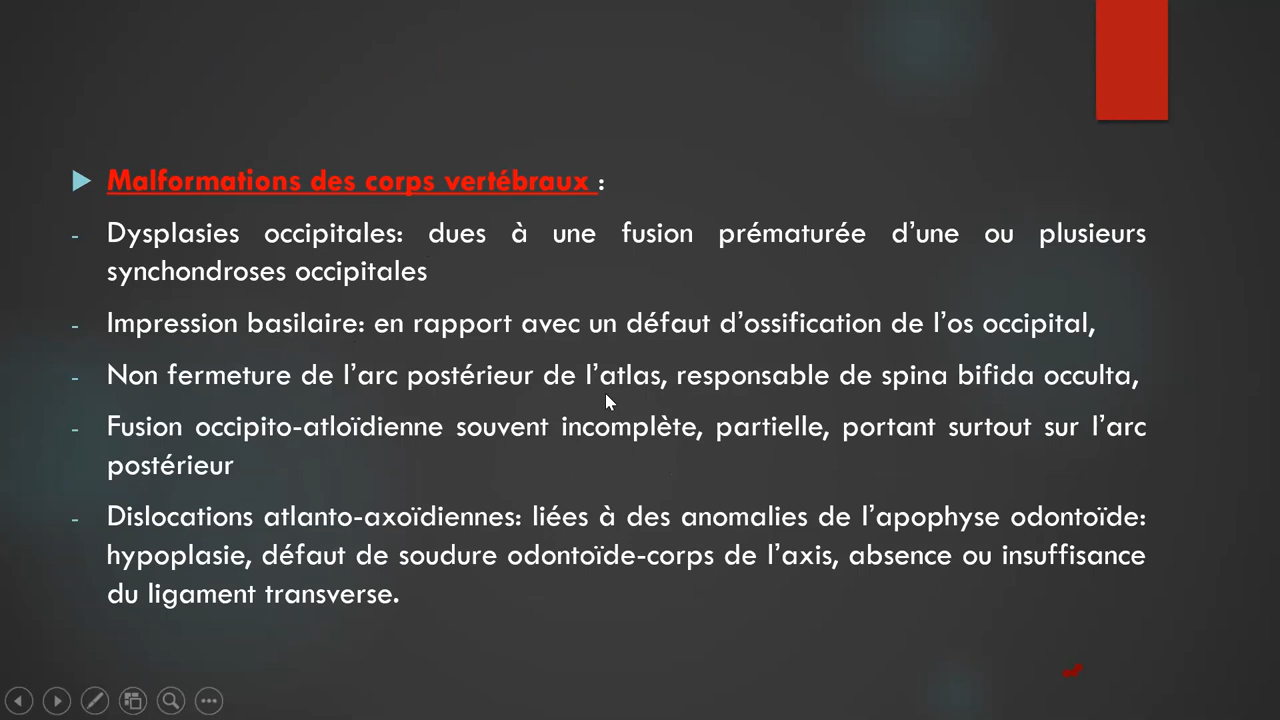 Malformations des corps vertébraux :
- Dysplasies occipitales: dues à une fusion prématurée d’une ou plusieurs
synchondroses occipitales
- Impression basilaire: en rapport avec un défaut d’ossification de l’os occipital,
- Non fermeture de l’arc postérieur de l’atlas, responsable de spina bifida occulta,
- Fusion occipito-atloïdienne souvent incomplète, partielle, portant surtout sur l’arc
postérieur
- Dislocations atlanto-axoïdiennes: liées à des anomalies de l’apophyse odontoïde:
hypoplasie, défaut de soudure odontoïde-corps de l’axis, absence ou insuffisance
du ligament transverse.